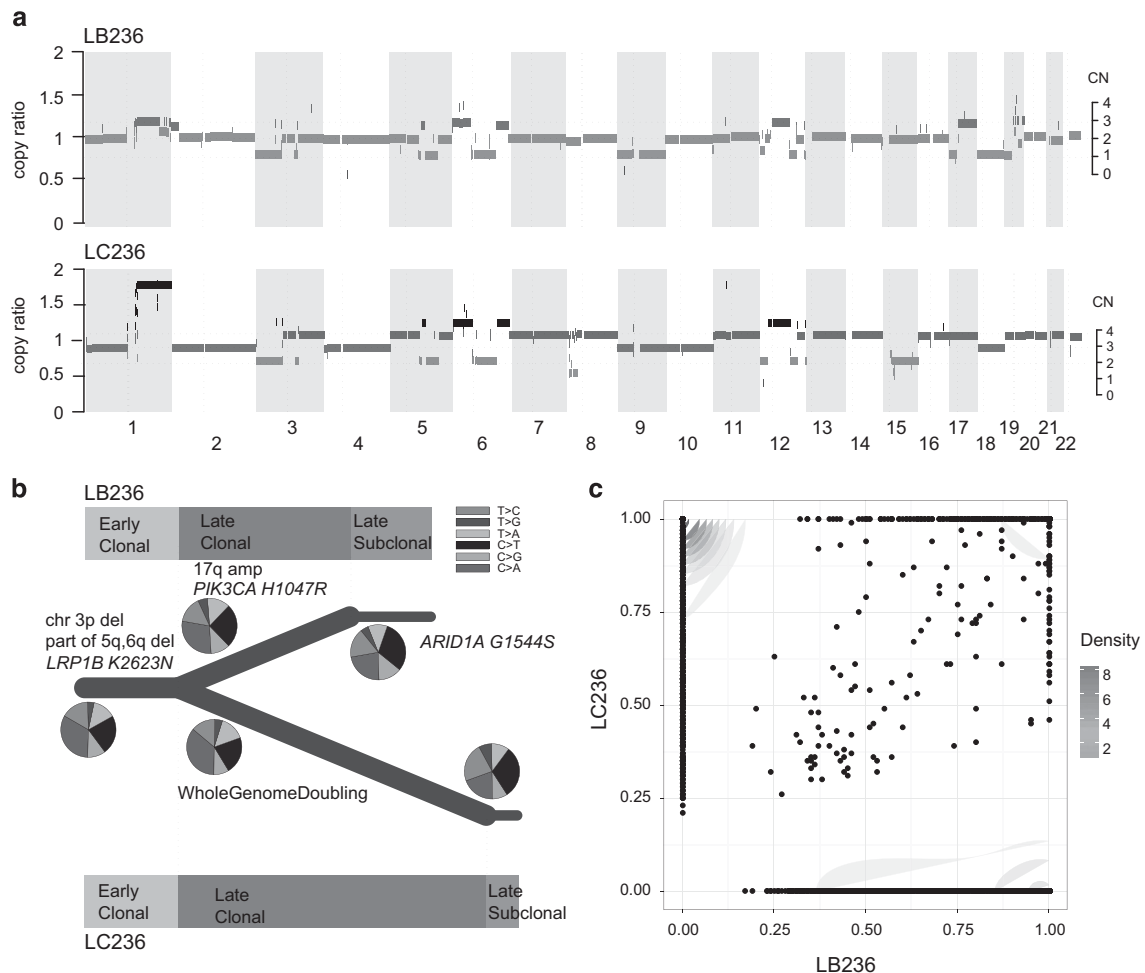 a
LB236
2
1
1
0.5
0
copy ratio
CN
4
3
2
1
0
LC236
2
1.5
1
0.5
0
copy ratio
CN
4
3
2
1
0
1 2 3 4 5 6 7 8 9 10 11 12 13 14 15 16 17 18 19 20 21 22
b
LB236
Early Clonal
Late Clonal
Late Subclonal
T>C
T>G
T>A
C>T
C>G
C>A
17q amp
PIK3CA H1047R
chr 3p del
part of 5q,6q del
LRP1B K2623N
ARID1A G1544S
WholeGenomeDoubling
Early Clonal
Late Clonal
Late Subclonal
LC236
c
1.00
0.75
0.50
0.25
0.00
LC236
0.00 0.25 0.50 0.75 1.00
LB236
Density
8
6
4
2